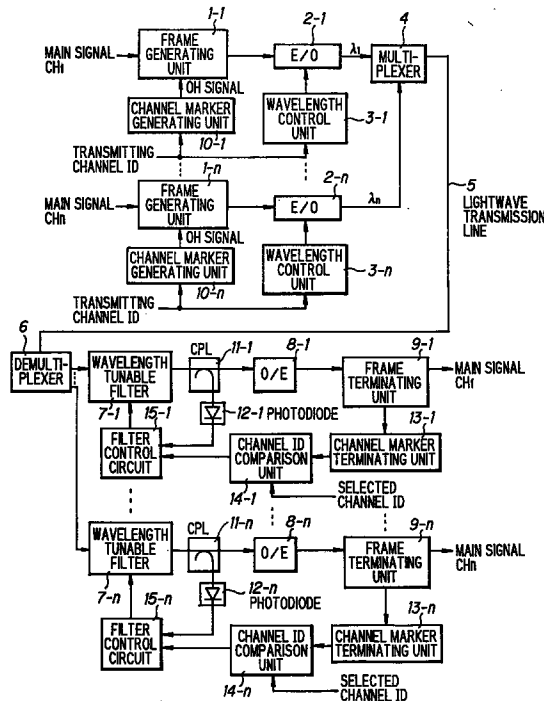 1-1
2-1
4
MAIN SIGNAL
CH1
FRAME
GENERATING
UNIT
E/O
λ1
MULTI-
PLEXER
OH SIGNAL
CHANNEL MARKER
GENERATING UNIT
10-1
WAVELENGTH
CONTROL
UNIT
3-1
TRANSMITTING
CHANNEL ID
1-n
2-n
5
MAIN SIGNAL
CHn
FRAME
GENERATING
UNIT
E/O
λn
LIGHTWAVE
TRANSMISSION
LINE
OH SIGNAL
CHANNEL MARKER
GENERATING UNIT
10-n
WAVELENGTH
CONTROL
UNIT
3-n
TRANSMITTING
CHANNEL ID
6
DEMULTI-
PLEXER
WAVELENGTH
TUNABLE
FILTER
7-1
CPL
11-1
8-1
O/E
9-1
FRAME
TERMINATING
UNIT
MAIN SIGNAL
CH1
15-1
12-1
PHOTODIODE
13-1
FILTER
CONTROL
CIRCUIT
CHANNEL ID
COMPARISON
UNIT
14-1
CHANNEL MARKER
TERMINATING UNIT
SELECTED
CHANNEL ID
WAVELENGTH
TUNABLE
FILTER
7-n
CPL
11-n
8-n
O/E
9-n
FRAME
TERMINATING
UNIT
MAIN SIGNAL
CHn
15-n
12-n
PHOTODIODE
13-n
FILTER
CONTROL
CIRCUIT
CHANNEL ID
COMPARISON
UNIT
14-n
CHANNEL MARKER
TERMINATING UNIT
SELECTED
CHANNEL ID